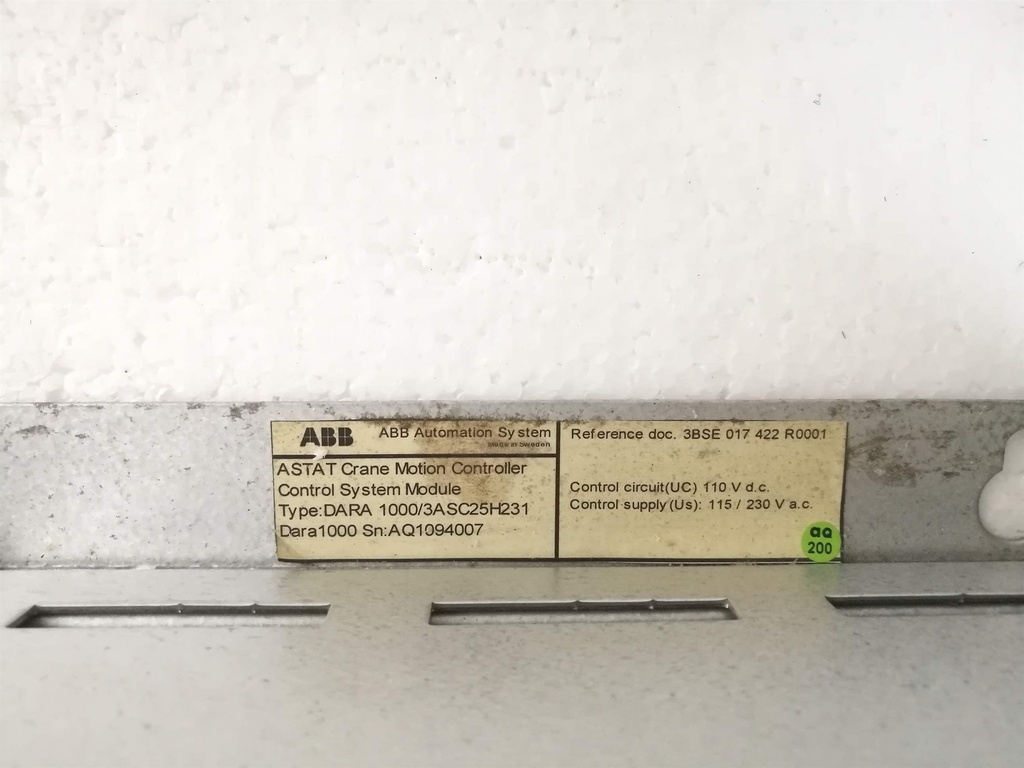 ABB ABB Automation System
Made in Sweden
ASTAT Crane Motion Controller
Control System Module
Type:DARA 1000/3ASC25H231
Dara1000 Sn:AQ1094007
Reference doc. 3BSE 017 422 R0001
Control circuit(UC) 110 V d.c.
Control supply(Us): 115 / 230 V a.c.
aQ
200